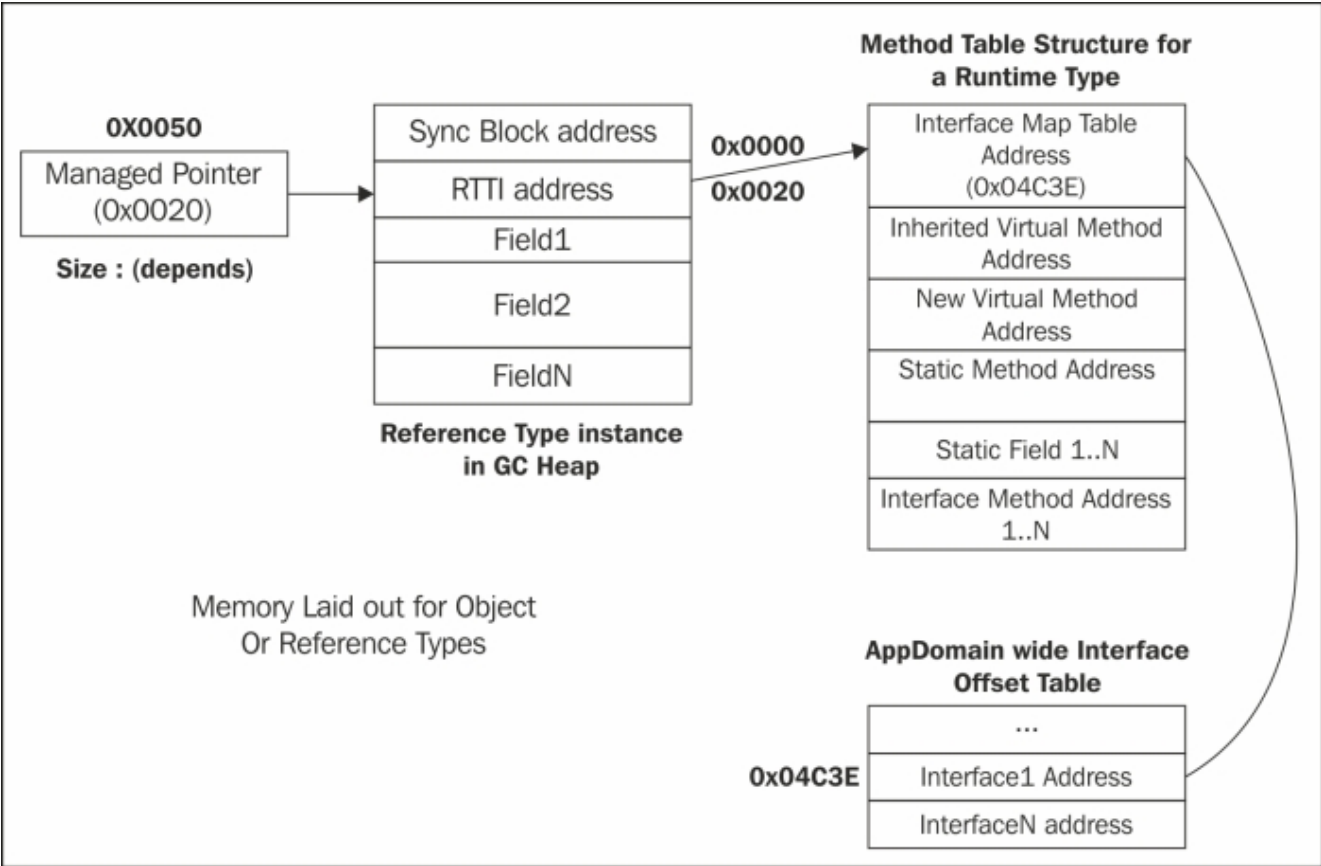 0X0050
Managed Pointer
(0x0020)
Size : (depends)
Sync Block address
RTTI address
Field1
Field2
FieldN
Reference Type instance
in GC Heap
0x0000
0x0020
Method Table Structure for
a Runtime Type
Interface Map Table
Address
(0x04C3E)
Inherited Virtual Method
Address
New Virtual Method
Address
Static Method Address
Static Field 1..N
Interface Method Address
1..N
Memory Laid out for Object
Or Reference Types
AppDomain wide Interface
Offset Table
...
0x04C3E
Interface1 Address
InterfaceN address